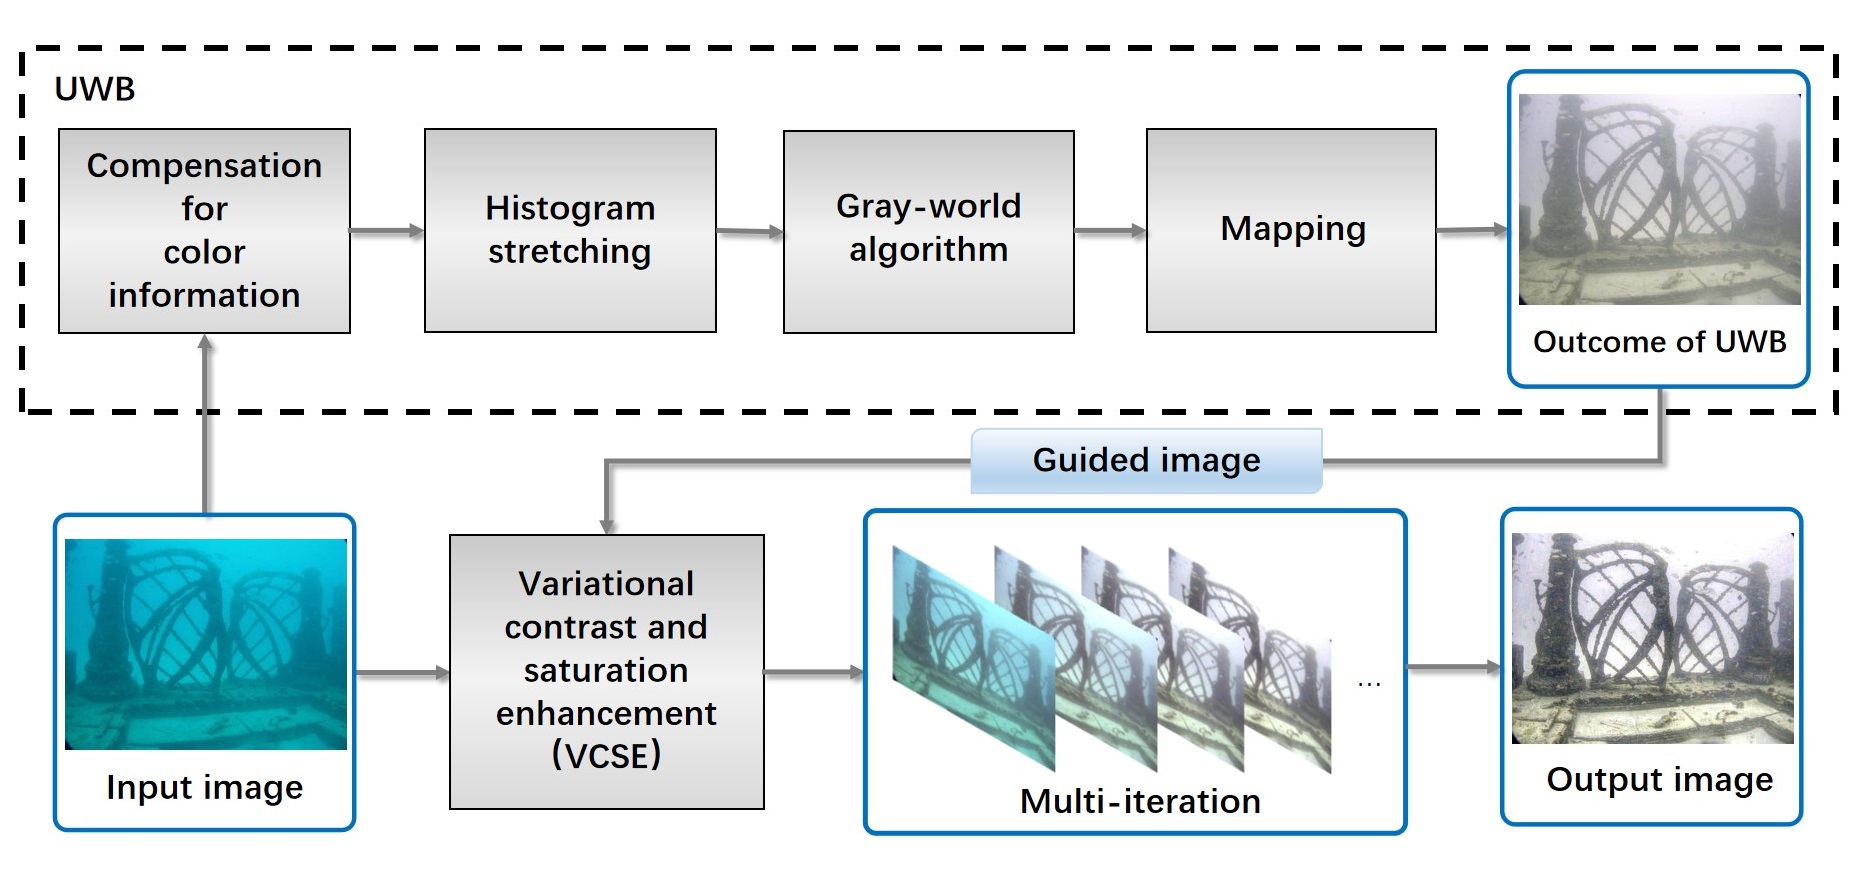 UWB
Compensation
for
color
information
Histogram
stretching
Gray-world
algorithm
Mapping
Outcome of UWB
Guided image
Input image
Variational
contrast and
saturation
enhancement
(VCSE)
...
Multi-iteration
Output image